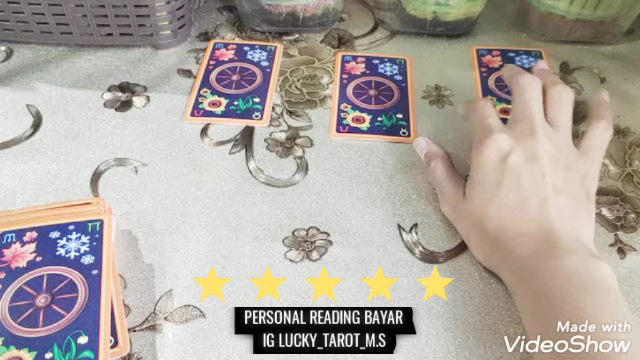 PERSONAL READING BAYAR
IG LUCKY_TAROT_M.S
Made with
VideoShow